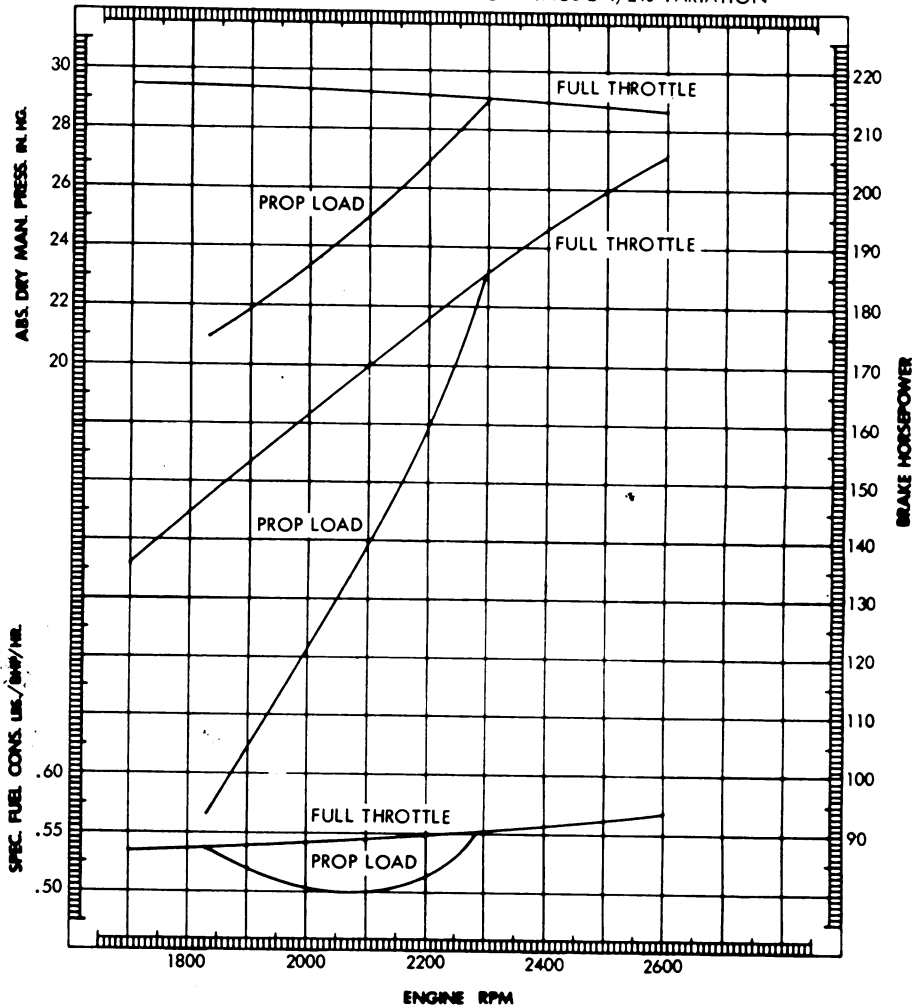 VARIATION
30
28
26
24
22
20
ABS. DRY MAN. PRESS. IN. HG.
.60
.55
.50
SPEC. FUEL CONS. LBS./BHP/HR.
220
210
200
190
180
170
160
150
140
130
120
110
100
90
BRAKE HORSEPOWER
FULL THROTTLE
PROP LOAD
FULL THROTTLE
PROP LOAD
FULL THROTTLE
PROP LOAD
1800 2000 2200 2400 2600
ENGINE RPM